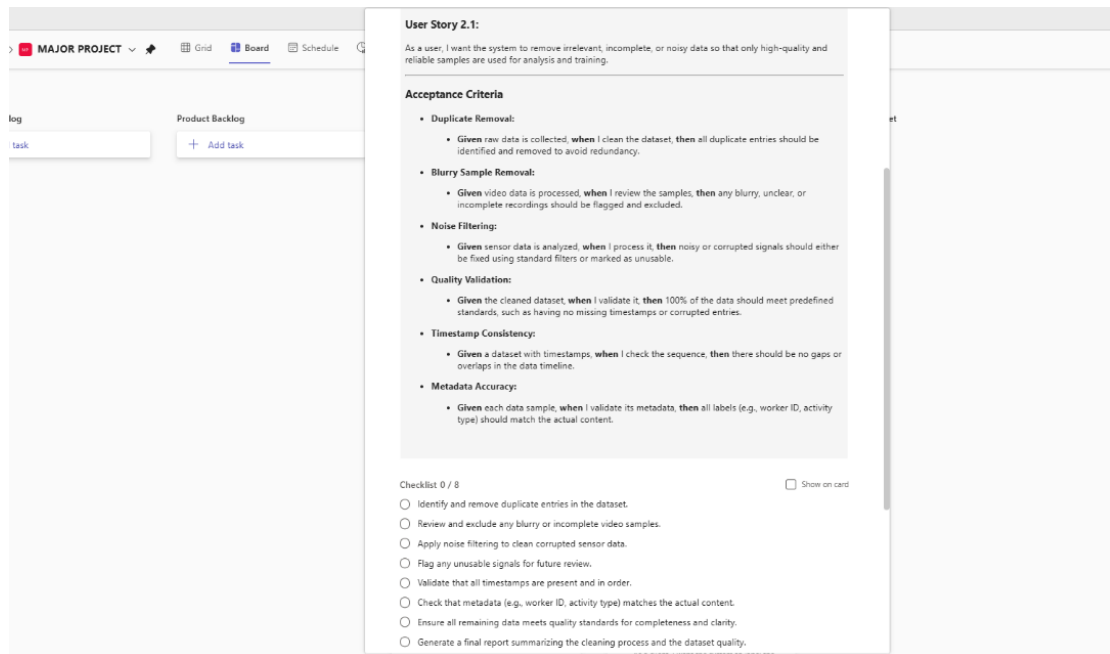 User Story 2.1:
MAJOR PROJECT
Grid
Board
Schedule
As a user, I want the system to remove irrelevant, incomplete, or noisy data so that only high-quality and
reliable samples are used for analysis and training.
Acceptance Criteria
log
Product Backlog
et
task
+ Add task
• Duplicate Removal:
• Given raw data is collected, when I clean the dataset, then all duplicate entries should be
identified and removed to avoid redundancy.
• Blurry Sample Removal:
• Given video data is processed, when I review the samples, then any blurry, unclear, or
incomplete recordings should be flagged and excluded.
• Noise Filtering:
• Given sensor data is analyzed, when I process it, then noisy or corrupted signals should either
be fixed using standard filters or marked as unusable.
• Quality Validation:
• Given the cleaned dataset, when I validate it, then 100% of the data should meet predefined
standards, such as having no missing timestamps or corrupted entries.
• Timestamp Consistency:
• Given a dataset with timestamps, when I check the sequence, then there should be no gaps or
overlaps in the data timeline.
• Metadata Accuracy:
• Given each data sample, when I validate its metadata, then all labels (e.g., worker ID, activity
type) should match the actual content.
Checklist 0 / 8
Show on card
Identify and remove duplicate entries in the dataset.
Review and exclude any blurry or incomplete video samples.
Apply noise filtering to clean corrupted sensor data.
Flag any unusable signals for future review.
Validate that all timestamps are present and in order.
Check that metadata (e.g., worker ID, activity type) matches the actual content.
Ensure all remaining data meets quality standards for completeness and clarity.
Generate a final report summarizing the cleaning process and the dataset quality.